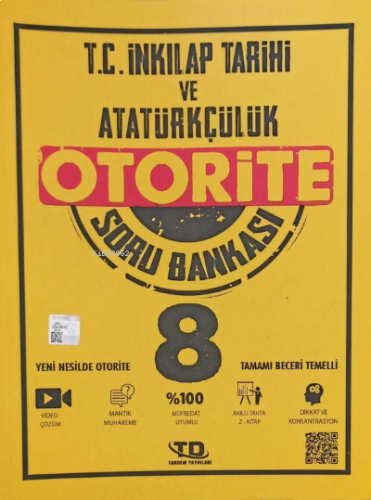 T.C. İNKILAP TARİHİ
VE
ATATÜRKÇÜLÜK
OTORİTE
SORU BANKASI
8
YENİ NESİLDE OTORİTE
TAMAMI BECERİ TEMELLİ
VİDEO
ÇÖZÜM
MANTIK
MUHAKEME
%100
MÜFREDAT
UYUMLU
AKILLI TAHTA
Z - KİTAP
DİKKAT VE
KONSANTRASYON
TD
TANDEM YAYINLARI